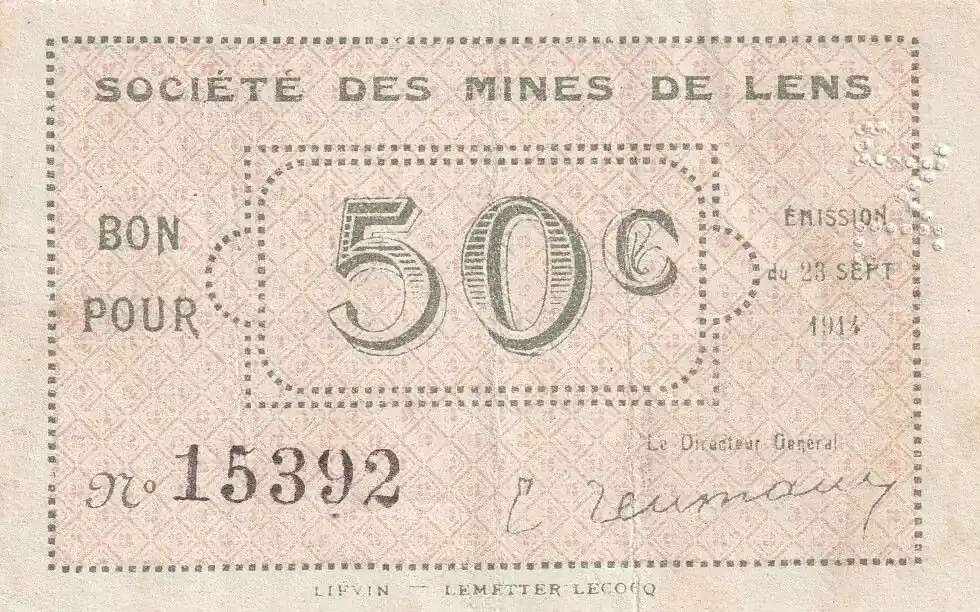 SOCIÉTÉ DES MINES DE LENS
BON
POUR
50C
ÉMISSION
du 23 SEPT
1914
Le Directeur Général
No 15392
LIÉVIN — LEMETTER-LECOCQ